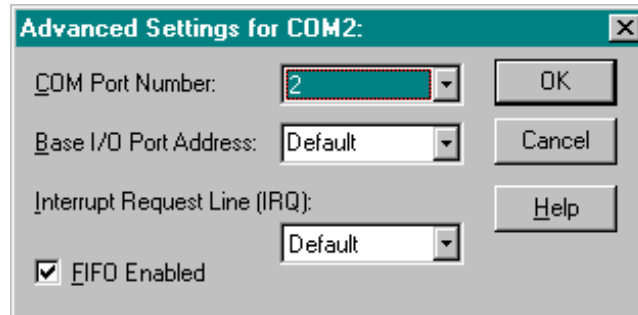 Advanced Settings for COM2:
COM Port Number: 2 OK
Base I/O Port Address: Default Cancel
Interrupt Request Line (IRQ): Help
Default
FIFO Enabled